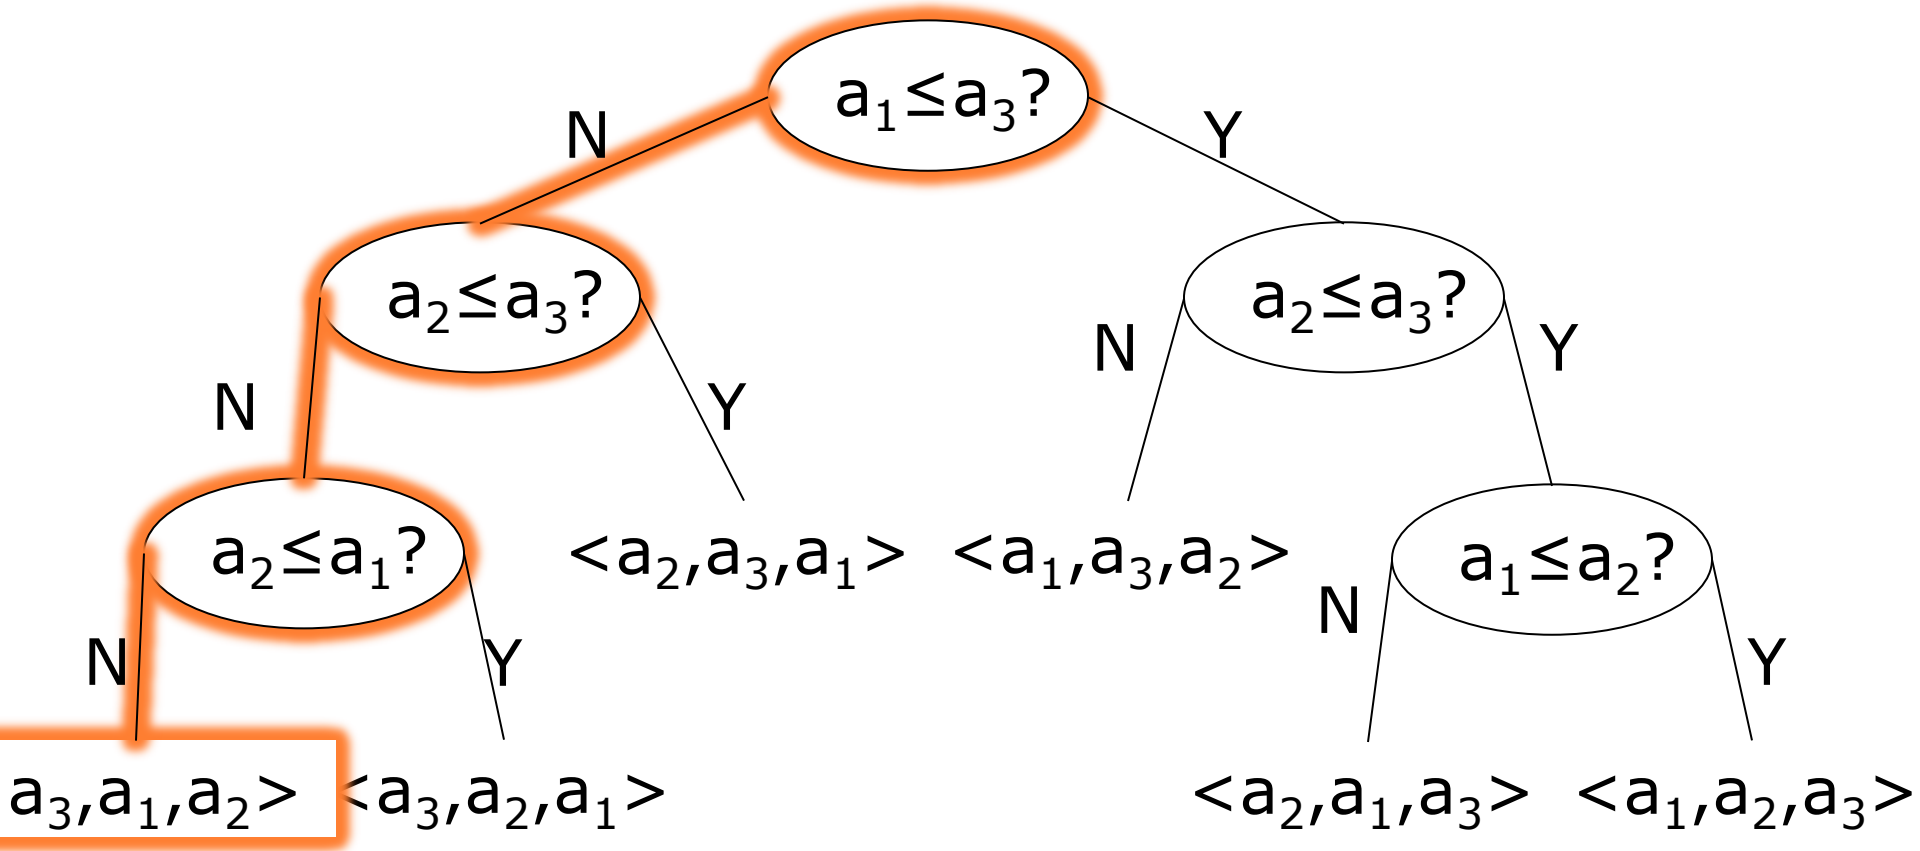 a₁≤a₃?
N
Y
a₂≤a₃?
a₂≤a₃?
N
Y
N
Y
a₂≤a₁?
<a₂,a₃,a₁>
<a₁,a₃,a₂>
a₁≤a₂?
N
Y
N
Y
a₃,a₁,a₂>
<a₃,a₂,a₁>
<a₂,a₁,a₃>
<a₁,a₂,a₃>